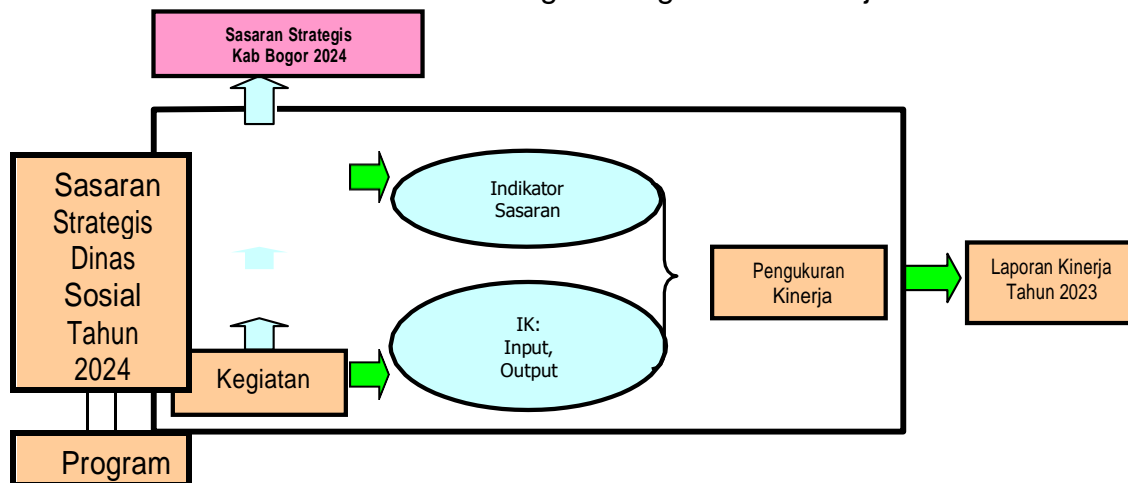 Sasaran Strategis
Kab Bogor 2024
Sasaran
Strategis
Dinas
Sosial
Tahun
2024
Indikator
Sasaran
Pengukuran
Kinerja
Laporan Kinerja
Tahun 2023
IK:
Input,
Output
Kegiatan
Program